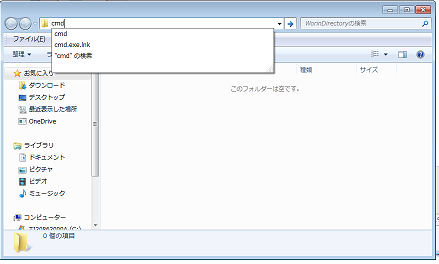 cmd
WorinDirectoryの検索
ファイル(F)
cmd
cmd.exe.lnk
"cmd" の検索
整理
種類
サイズ
このフォルダーは空です。
お気に入り
ダウンロード
デスクトップ
最近表示した場所
OneDrive
ライブラリ
ドキュメント
ピクチャ
ビデオ
ミュージック
コンピューター
0 個の項目